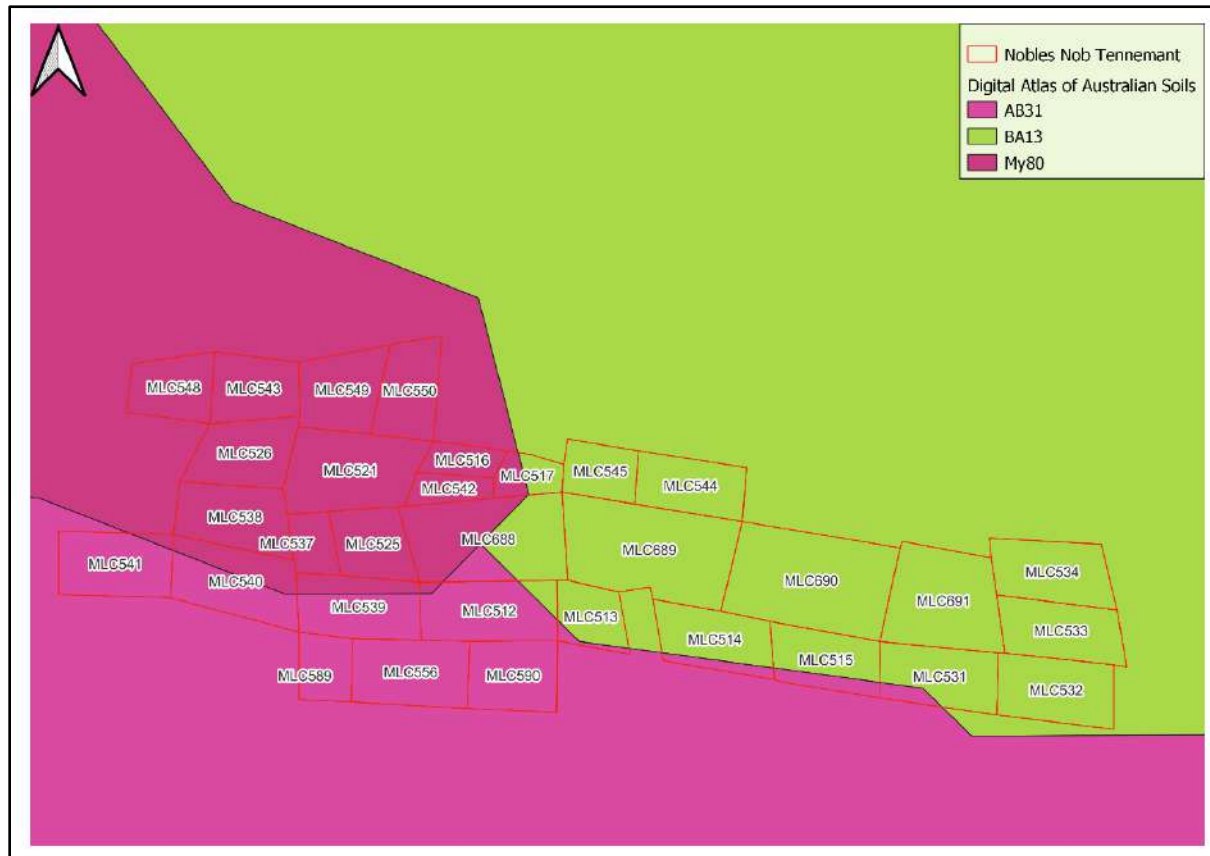 Nobles Nob Tennemant
Digital Atlas of Australian Soils
AB31
BA13
My80
MLC548
MLC543
MLC549
MLC550
MLC526
MLC521
MLC516
MLC542
MLC517
MLC545
MLC544
MLC538
MLC537
MLC525
MLC688
MLC689
MLC690
MLC691
MLC534
MLC533
MLC541
MLC540
MLC539
MLC512
MLC513
MLC514
MLC515
MLC531
MLC532
MLC589
MLC556
MLC590